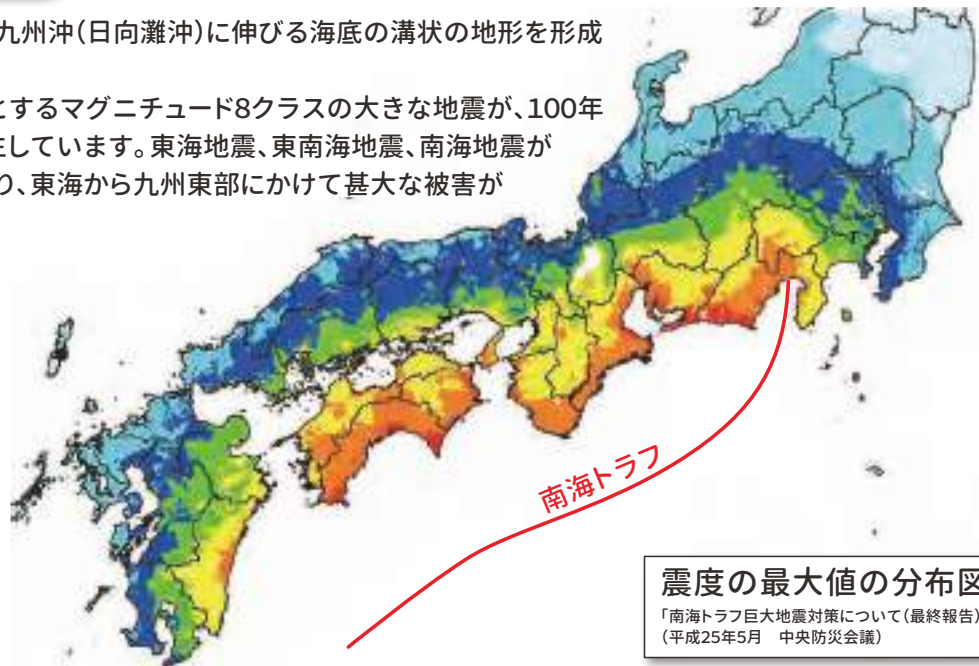 九州沖(日向灘沖)に伸びる海底の溝状の地形を形成
とするマグニチュード8クラスの大きな地震が、100年
在しています。東海地震、東南海地震、南海地震が
り、東海から九州東部にかけて甚大な被害が
南海トラフ
震度の最大値の分布図
「南海トラフ巨大地震対策について(最終報告)
(平成25年5月　中央防災会議)